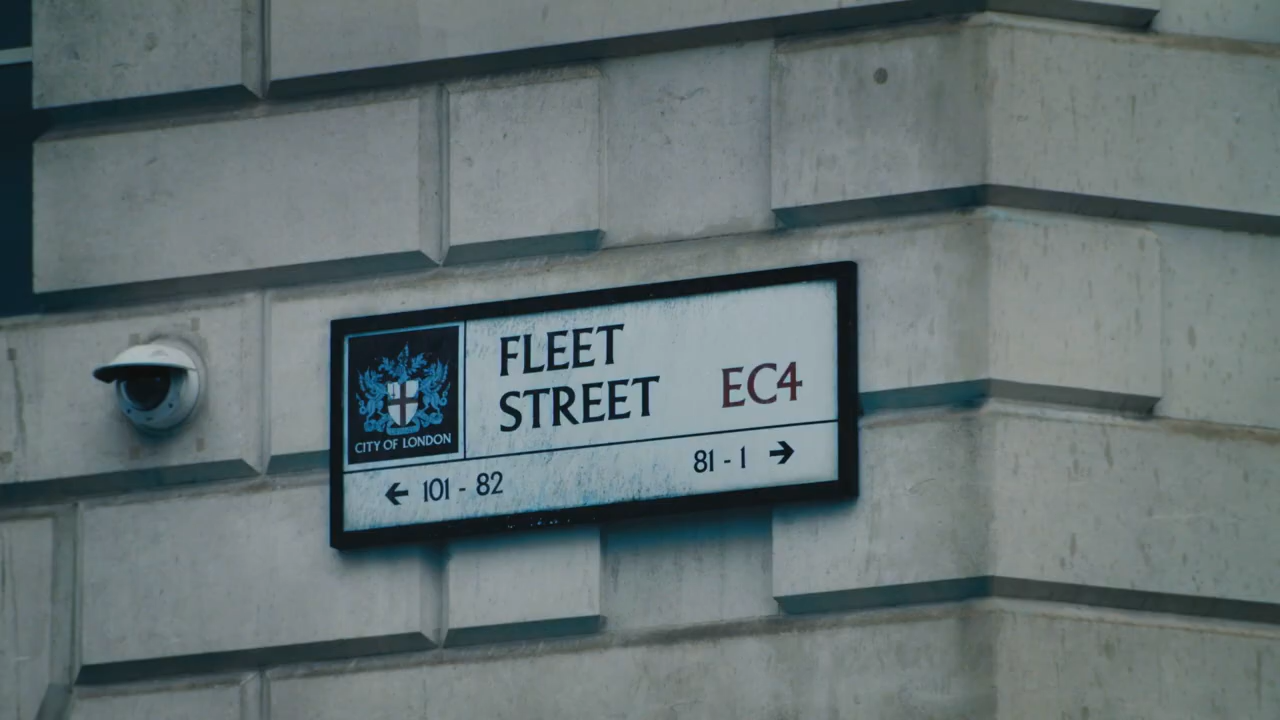 FLEET
STREET
EC4
CITY OF LONDON
← 101 - 82
81 - 1 →